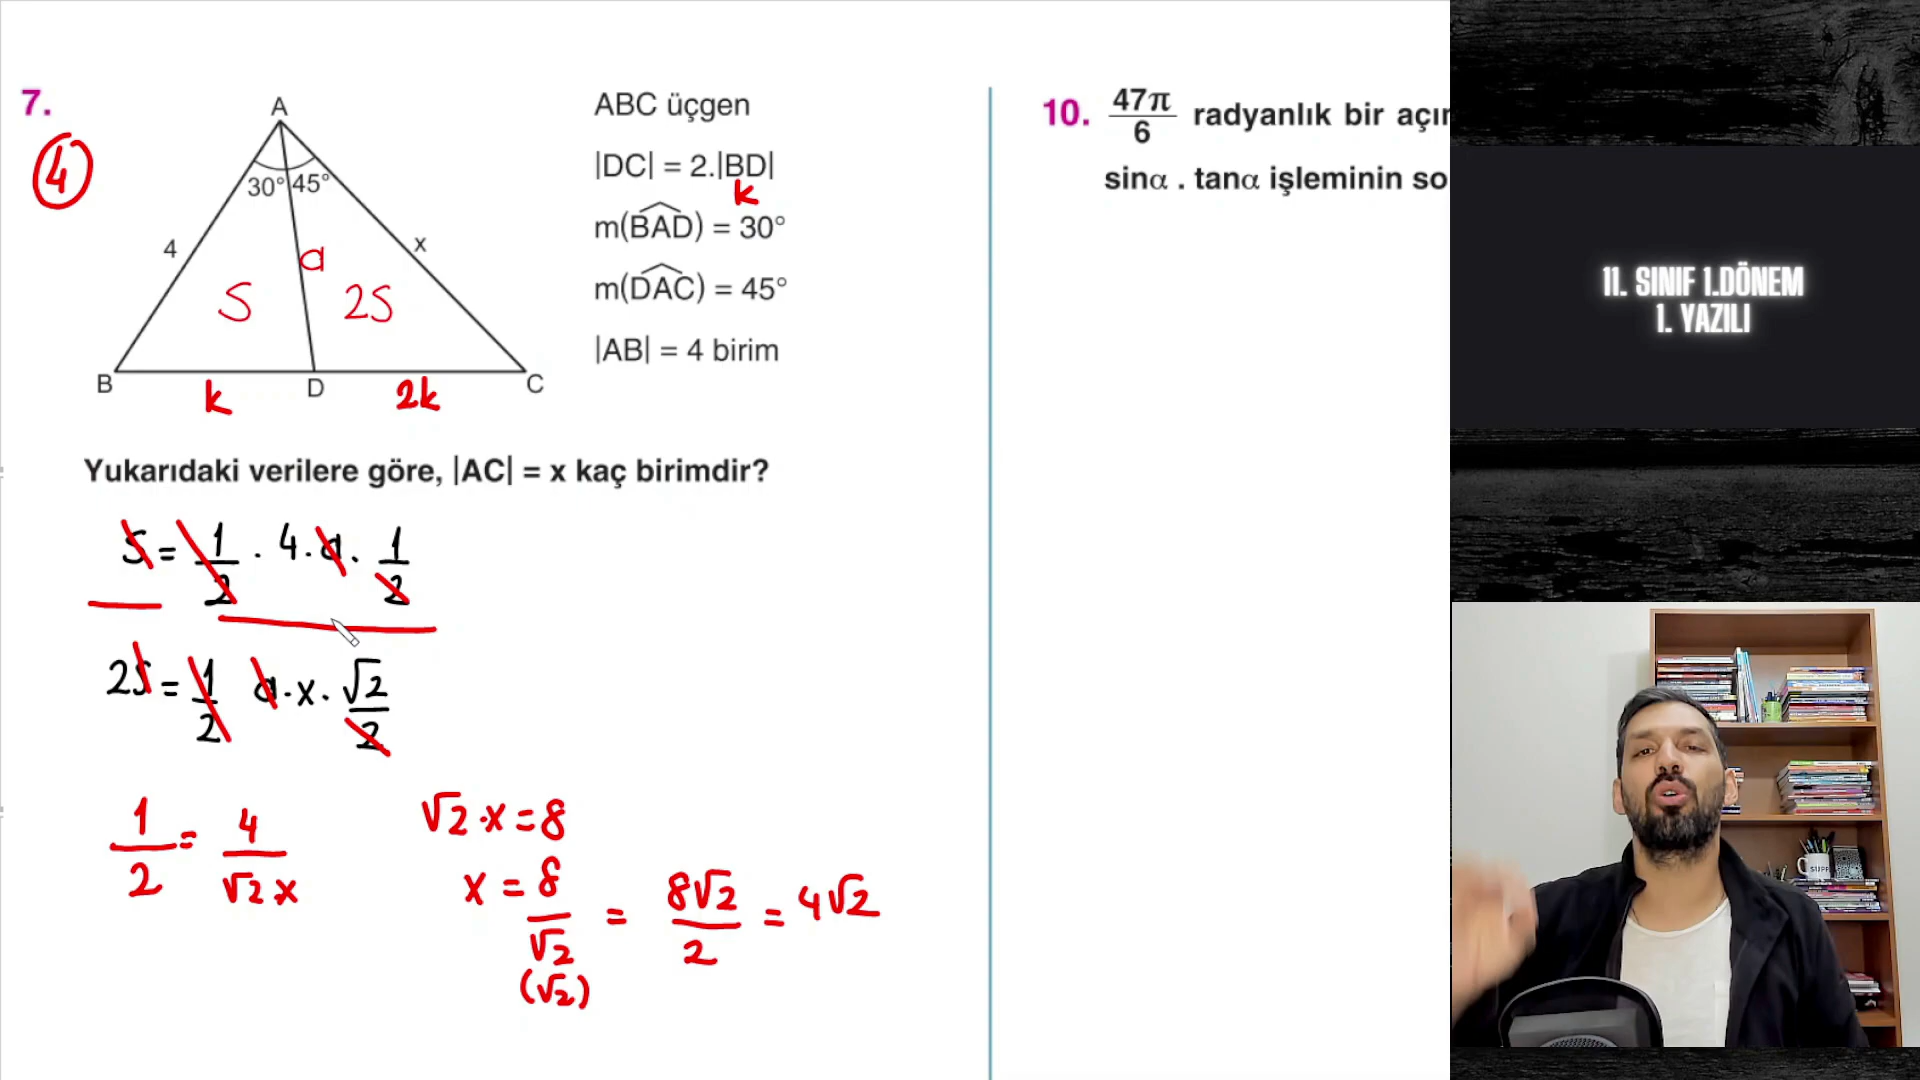 7.
④
A
30° 45°
4
a
x
S
2S
B
D
C
k
2k
ABC üçgen
|DC| = 2.|BD|
k
m(BAD) = 30°
m(DAC) = 45°
|AB| = 4 birim
Yukarıdaki verilere göre, |AC| = x kaç birimdir?
S = 1/2 . 4 . a . 1/2
2S = 1/2 a . x . √2/2
1/2 = 4/√2 x
√2 . x = 8
x = 8/√2 = 8√2/2 = 4√2
(√2)
10. 47π/6 radyanlık bir açı
sinα . tanα işleminin so
11. SINIF 1.DÖNEM
1. YAZILI